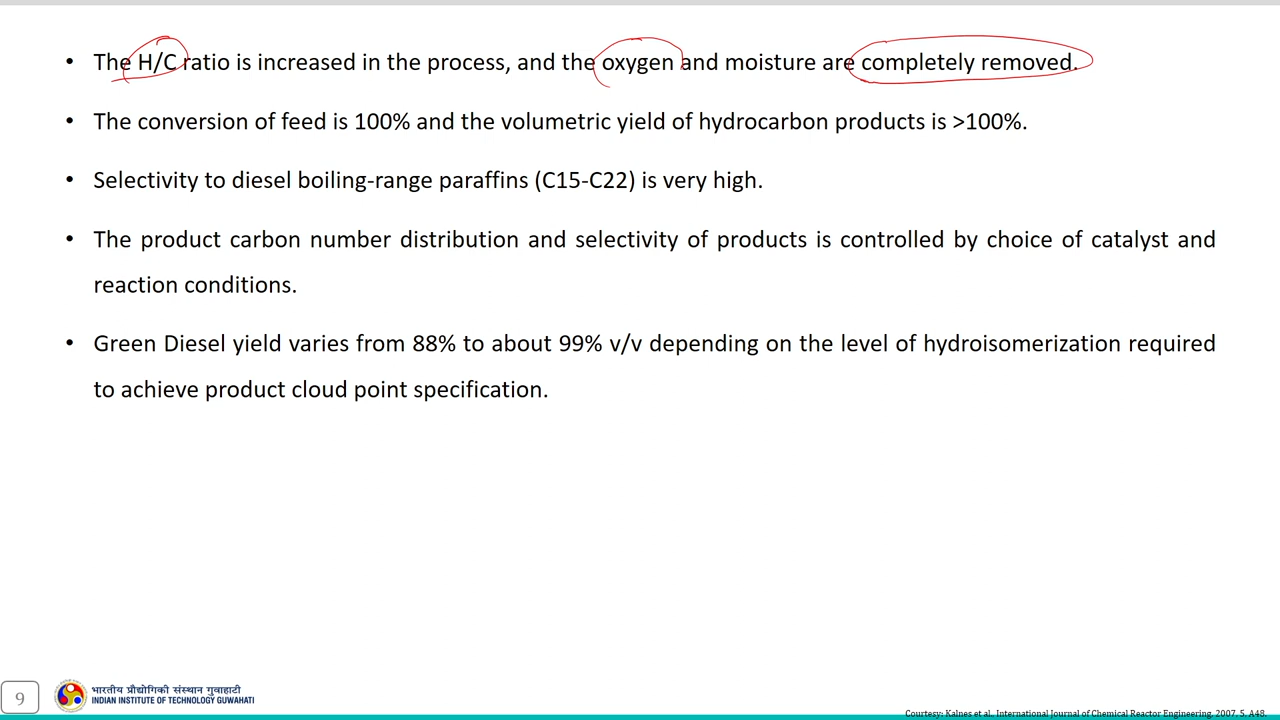 • The H/C ratio is increased in the process, and the oxygen and moisture are completely removed.
• The conversion of feed is 100% and the volumetric yield of hydrocarbon products is >100%.
• Selectivity to diesel boiling-range paraffins (C15-C22) is very high.
• The product carbon number distribution and selectivity of products is controlled by choice of catalyst and
reaction conditions.
• Green Diesel yield varies from 88% to about 99% v/v depending on the level of hydroisomerization required
to achieve product cloud point specification.
9
भारतीय प्रौद्योगिकी संस्थान गुवाहाटी
INDIAN INSTITUTE OF TECHNOLOGY GUWAHATI
Courtesy: Kalnes et al., International Journal of Chemical Reactor Engineering, 2007, 5, A48.